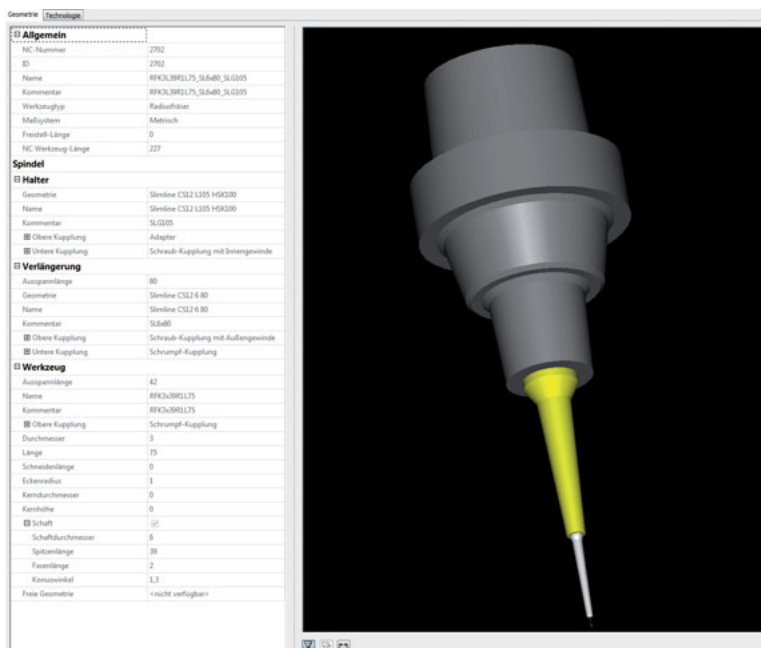 Geometrie Technologie
Allgemein
NC-Nummer 2702
ID 2702
Name RFK3L39R1L75_SL6x80_SLG105
Kommentar RFK3L39R1L75_SL6x80_SLG105
Werkzeugtyp Radiusfräser
Maßsystem Metrisch
Freistell-Länge 0
NC Werkzeug-Länge 227
Spindel
Halter
Geometrie Slimline CS12 L105 HSK100
Name Slimline CS12 L105 HSK100
Kommentar SLG105
Obere Kupplung Adapter
Untere Kupplung Schraub-Kupplung mit Innengewinde
Verlängerung
Ausspannlänge 80
Geometrie Slimline CS12 6 80
Name Slimline CS12 6 80
Kommentar SL6x80
Obere Kupplung Schraub-Kupplung mit Außengewinde
Untere Kupplung Schrumpf-Kupplung
Werkzeug
Ausspannlänge 42
Name RFK3x39R1L75
Kommentar RFK3x39R1L75
Obere Kupplung Schrumpf-Kupplung
Durchmesser 3
Länge 75
Schneidenlänge 0
Eckenradius 1
Kerndurchmesser 0
Kernhöhe 0
Schaft
Schaftdurchmesser 6
Spitzenlänge 39
Fasenlänge 2
Konuswinkel 1,3
Freie Geometrie <nicht verfügbar>